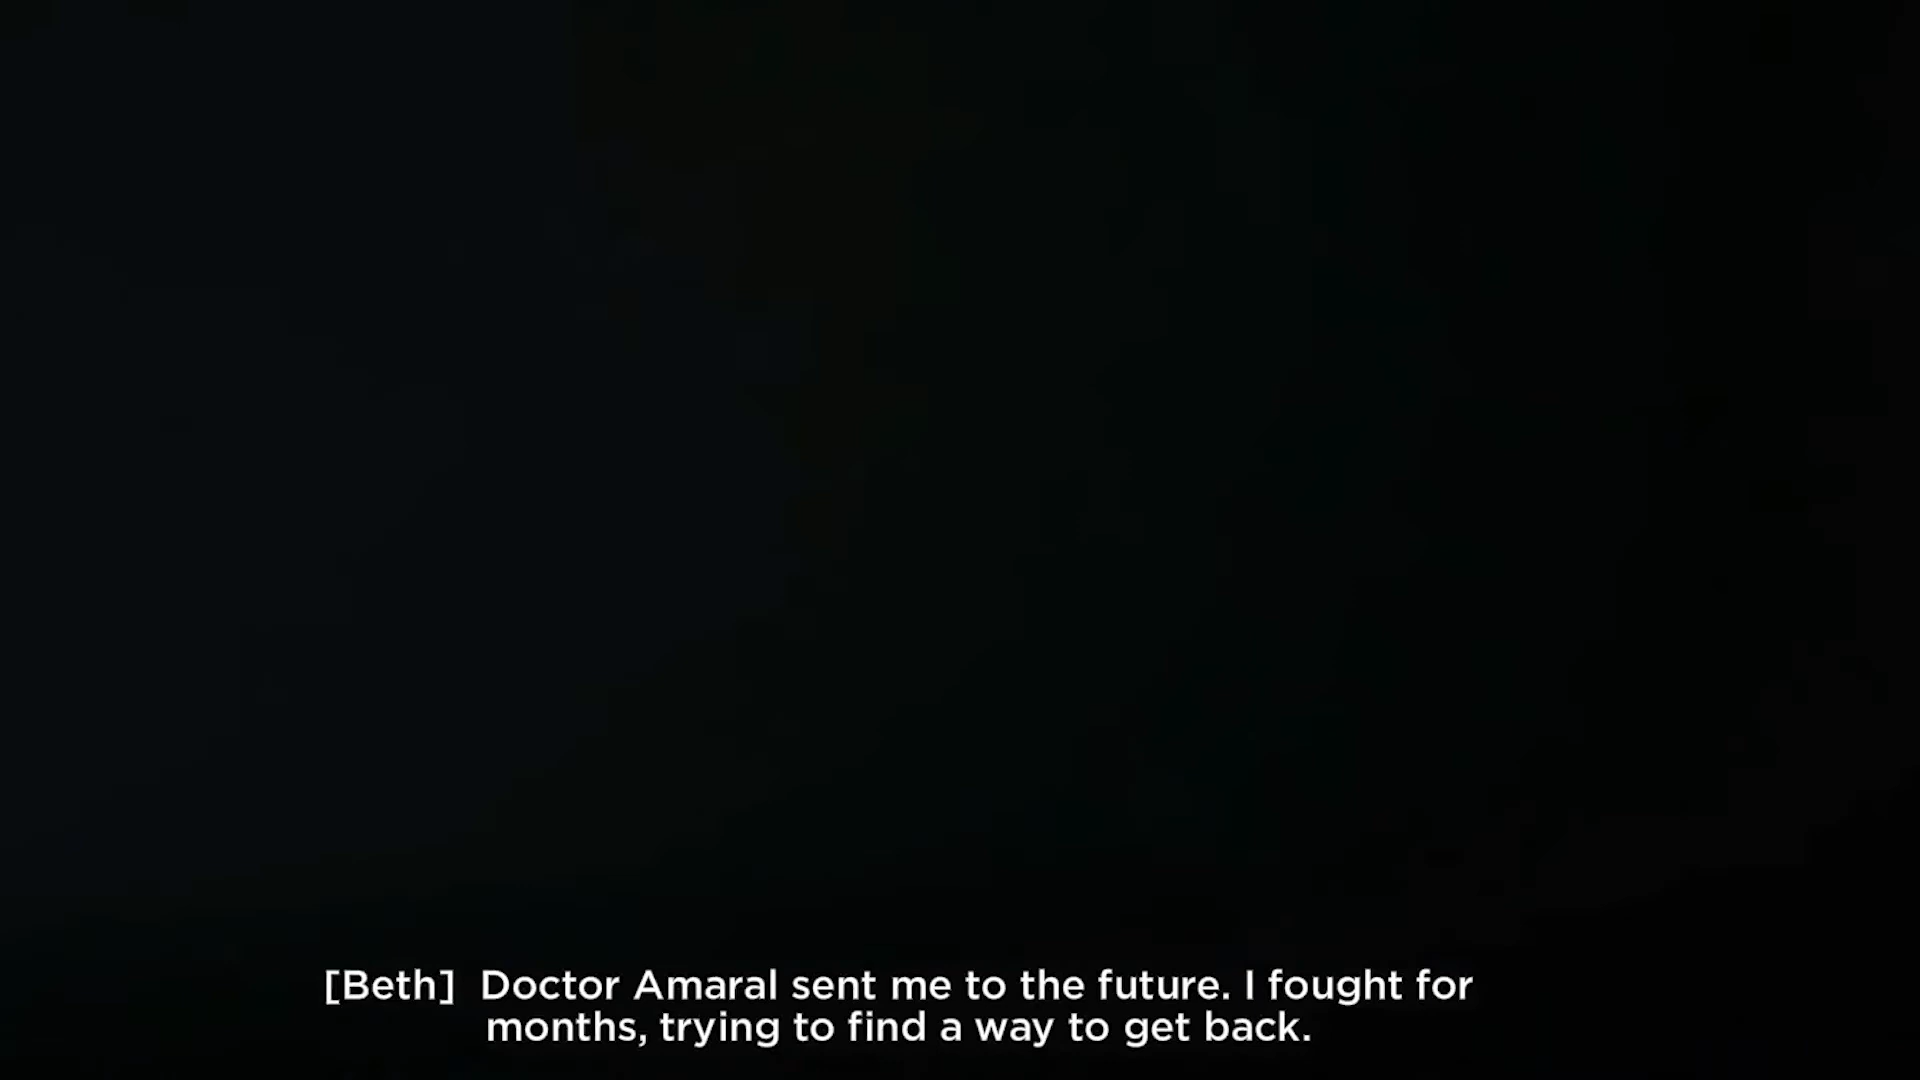 [Beth] Doctor Amaral sent me to the future. I fought for
months, trying to find a way to get back.